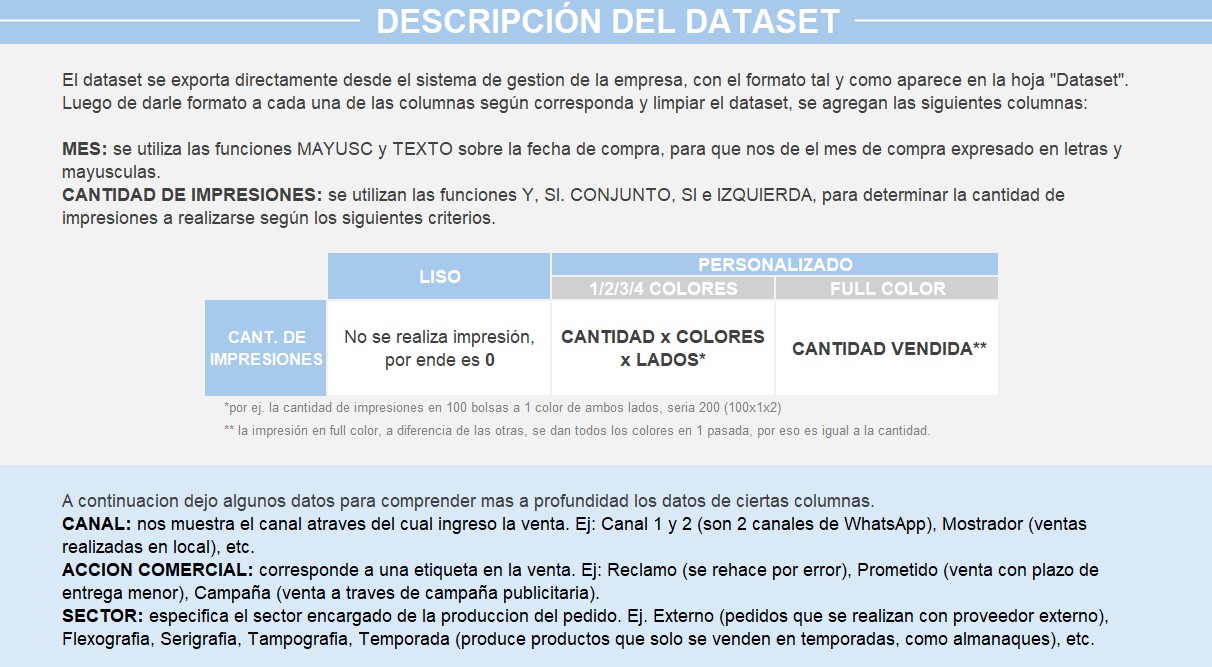 DESCRIPCIÓN DEL DATASET
El dataset se exporta directamente desde el sistema de gestion de la empresa, con el formato tal y como aparece en la hoja "Dataset".
Luego de darle formato a cada una de las columnas según corresponda y limpiar el dataset, se agregan las siguientes columnas:
MES: se utiliza las funciones MAYUSC y TEXTO sobre la fecha de compra, para que nos de el mes de compra expresado en letras y
mayusculas.
CANTIDAD DE IMPRESIONES: se utilizan las funciones Y, SI. CONJUNTO, SI e IZQUIERDA, para determinar la cantidad de
impresiones a realizarse según los siguientes criterios.
LISO
PERSONALIZADO
1/2/3/4 COLORES
FULL COLOR
CANT. DE
IMPRESIONES
No se realiza impresión,
por ende es 0
CANTIDAD x COLORES
x LADOS*
CANTIDAD VENDIDA**
*por ej. la cantidad de impresiones en 100 bolsas a 1 color de ambos lados, seria 200 (100x1x2)
** la impresión en full color, a diferencia de las otras, se dan todos los colores en 1 pasada, por eso es igual a la cantidad.
A continuacion dejo algunos datos para comprender mas a profundidad los datos de ciertas columnas.
CANAL: nos muestra el canal atraves del cual ingreso la venta. Ej: Canal 1 y 2 (son 2 canales de WhatsApp), Mostrador (ventas
realizadas en local), etc.
ACCION COMERCIAL: corresponde a una etiqueta en la venta. Ej: Reclamo (se rehace por error), Prometido (venta con plazo de
entrega menor), Campaña (venta a traves de campaña publicitaria).
SECTOR: especifica el sector encargado de la produccion del pedido. Ej. Externo (pedidos que se realizan con proveedor externo),
Flexografia, Serigrafia, Tampografia, Temporada (produce productos que solo se venden en temporadas, como almanaques), etc.